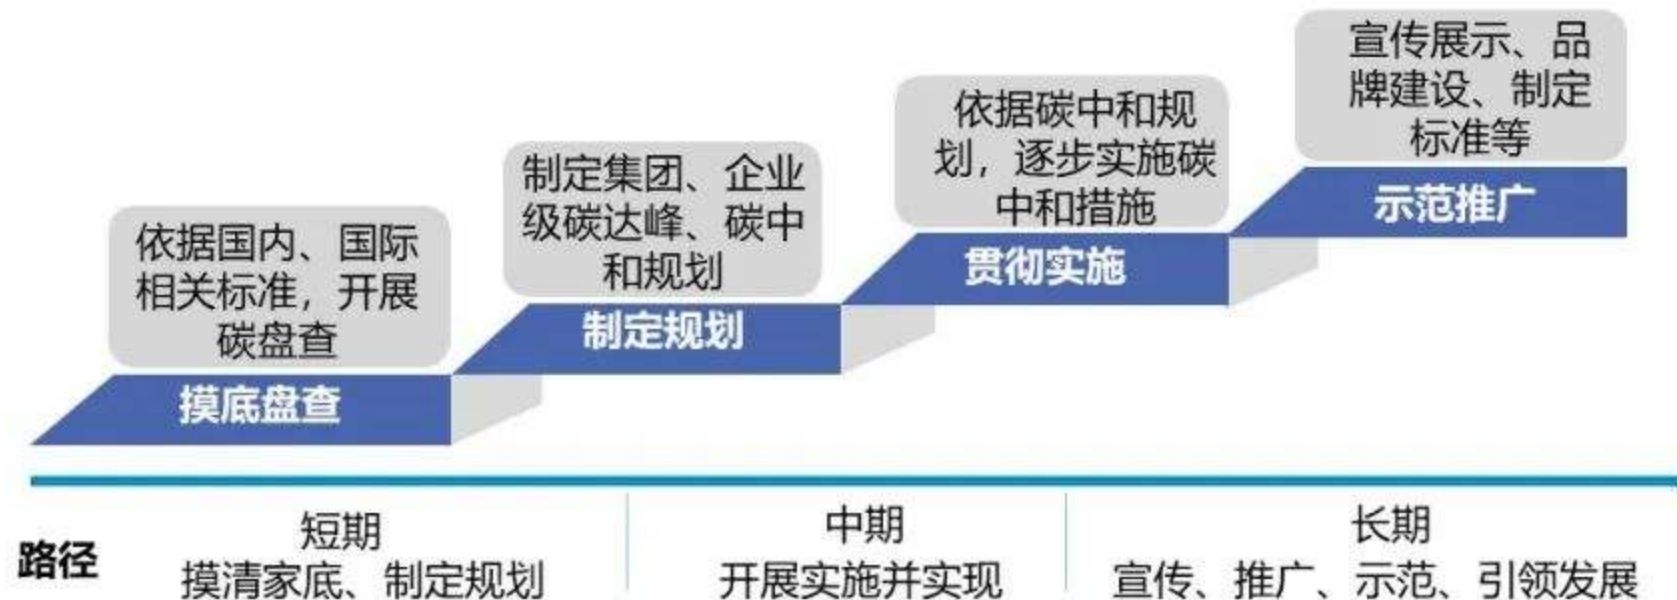 依据国内、国际
相关标准，开展
碳盘查
摸底盘查
制定集团、企业
级碳达峰、碳中
和规划
制定规划
依据碳中和规
划，逐步实施碳
中和措施
贯彻实施
宣传展示、品
牌建设、制定
标准等
示范推广
路径
短期
摸清家底、制定规划
中期
开展实施并实现
长期
宣传、推广、示范、引领发展